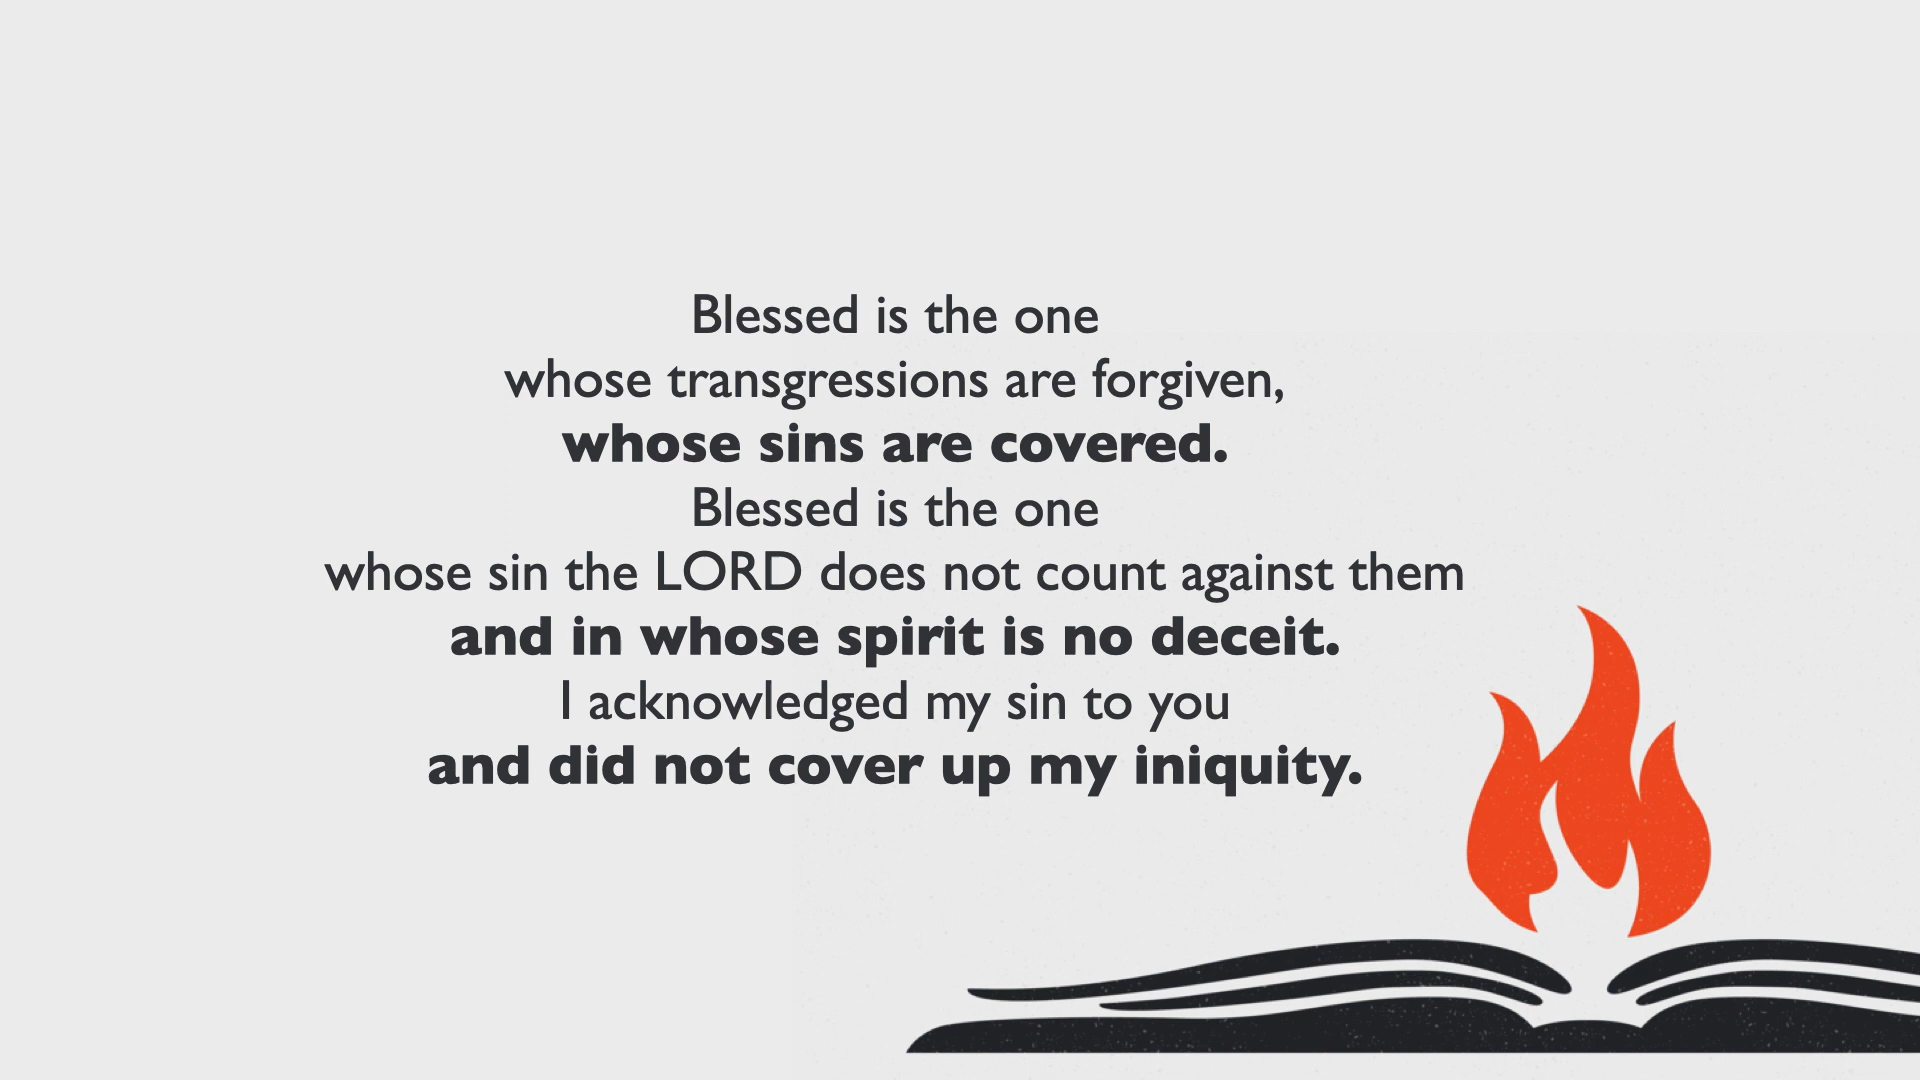 Blessed is the one
whose transgressions are forgiven,
whose sins are covered.
Blessed is the one
whose sin the LORD does not count against them
and in whose spirit is no deceit.
I acknowledged my sin to you
and did not cover up my iniquity.